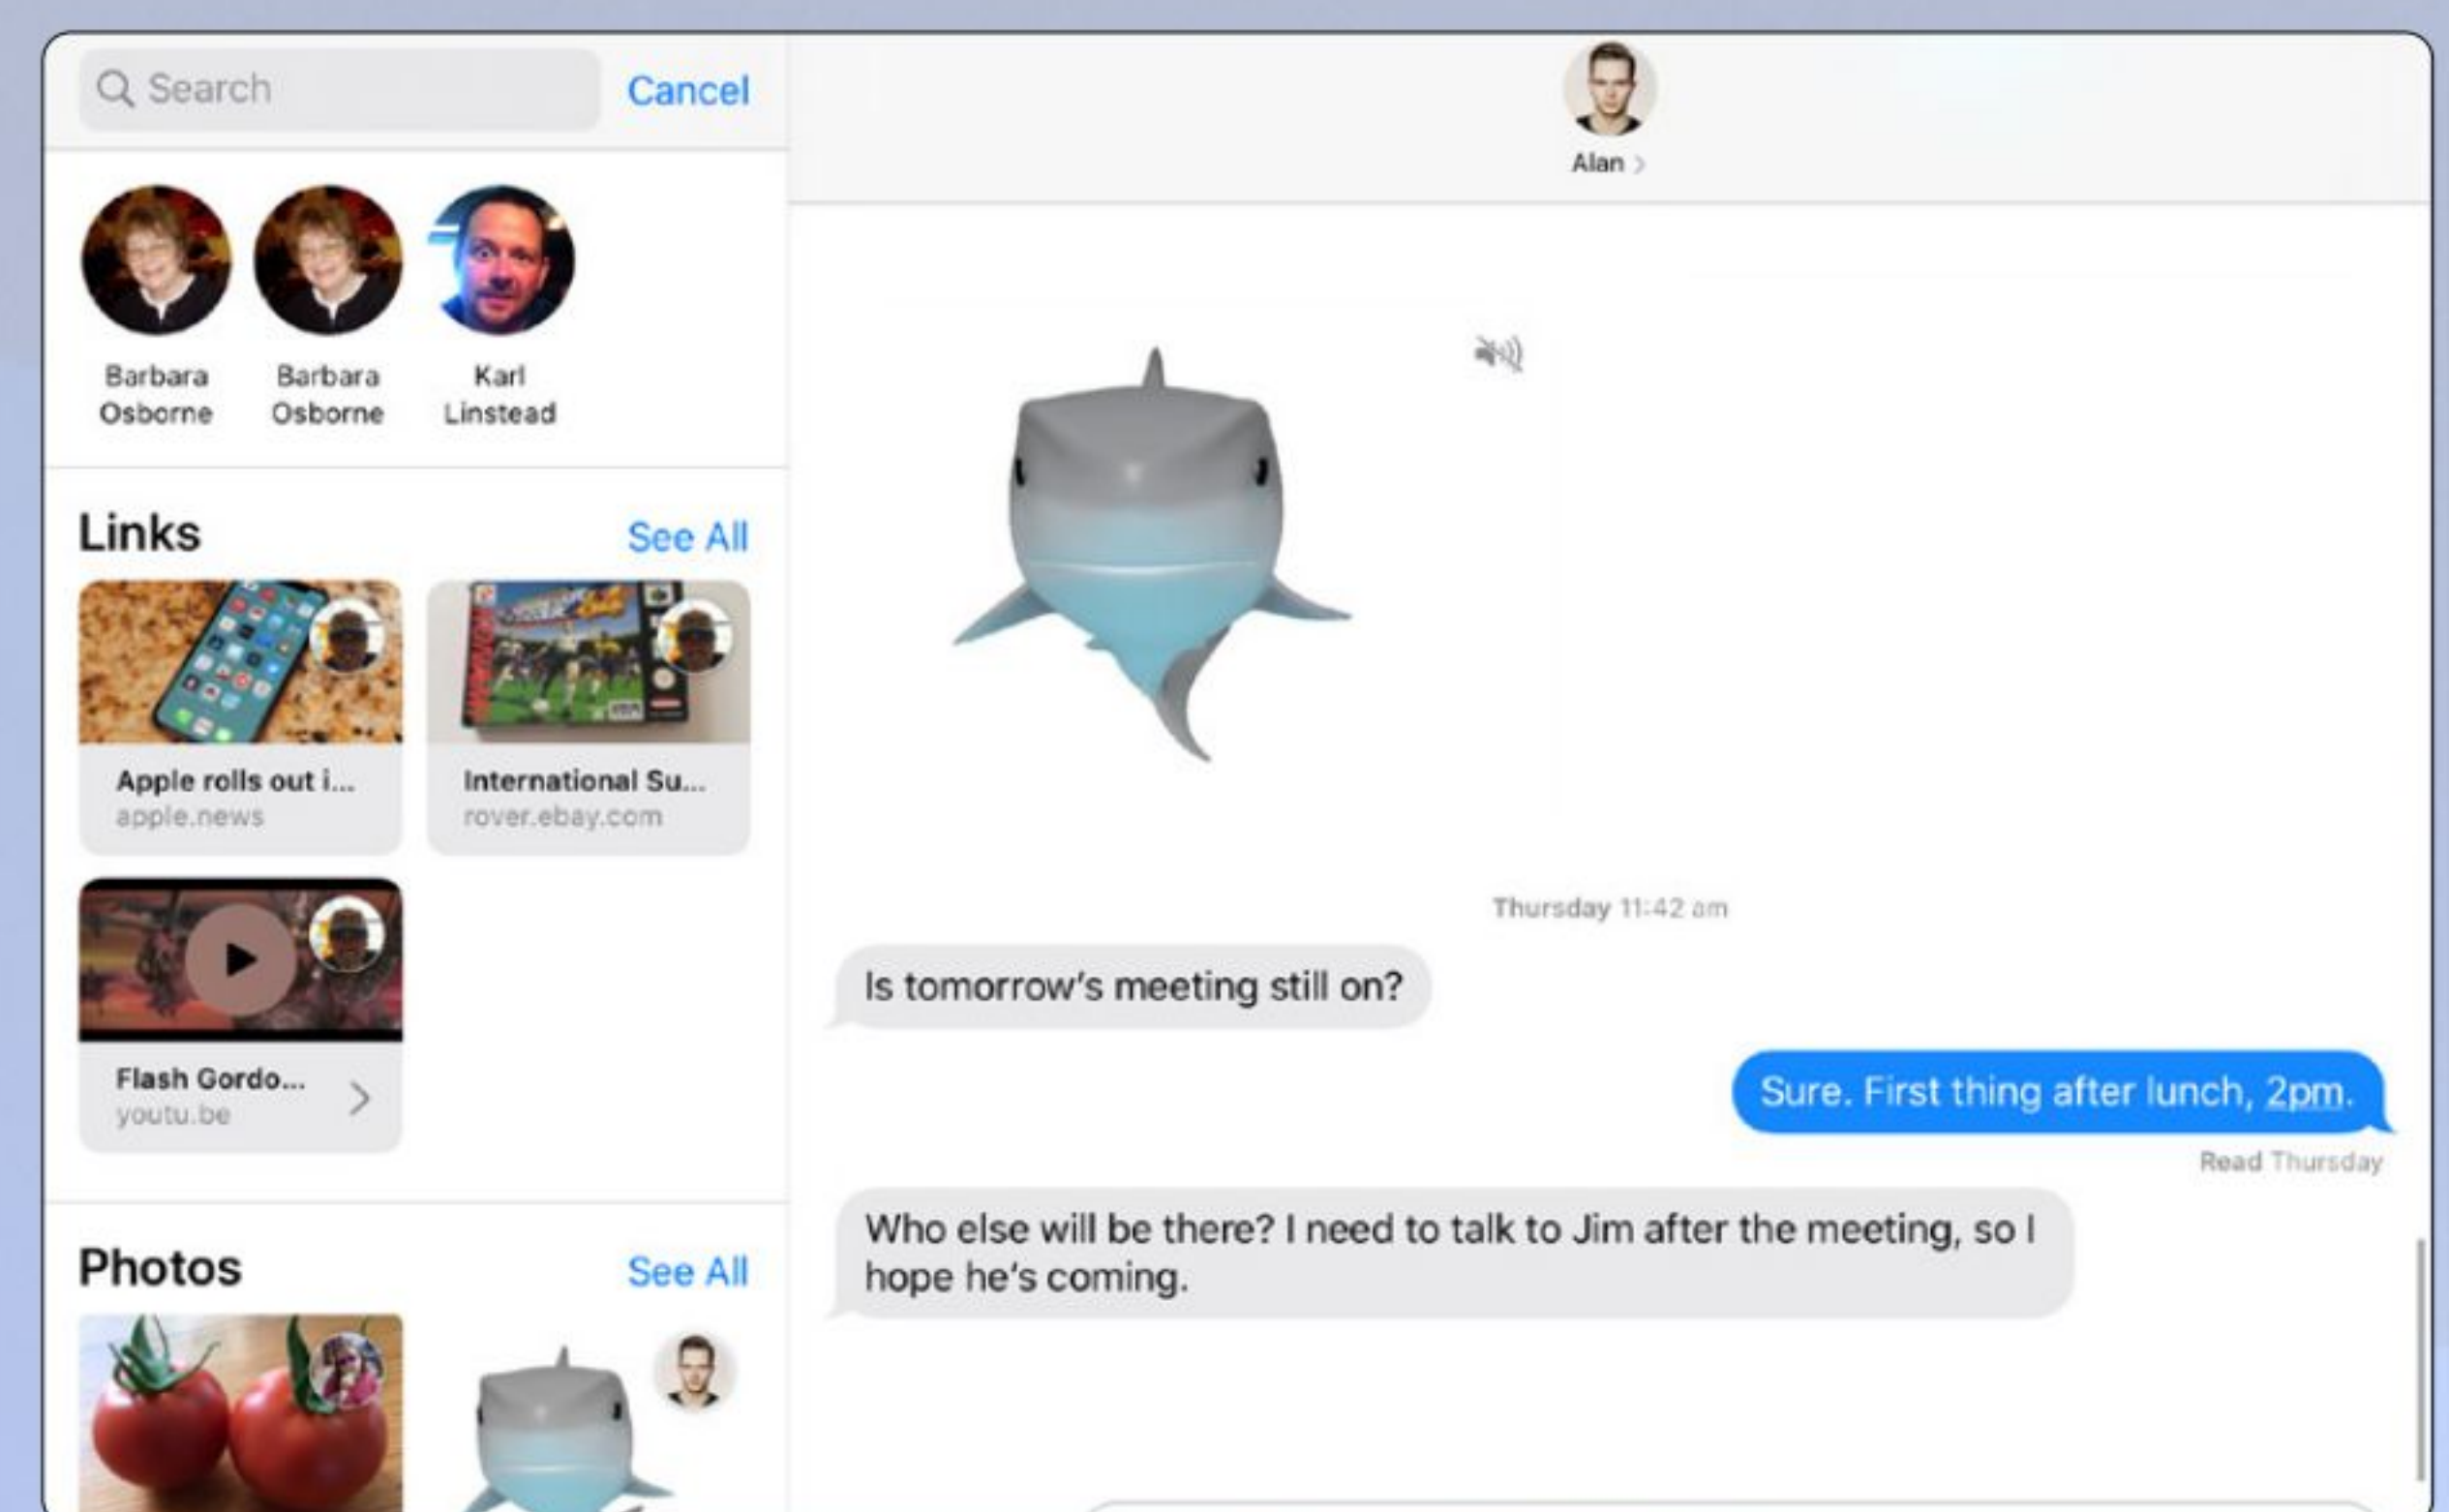 Search
Cancel
Barbara
Osborne
Barbara
Osborne
Karl
Linstead
Links
See All
Apple rolls out i...
apple.news
KONAMI
International Su...
rover.ebay.com
Flash Gordo...
youtu.be
Photos
See All
Alan
Thursday 11:42 am
Is tomorrow's meeting still on?
Sure. First thing after lunch, 2pm.
Read Thursday
Who else will be there? I need to talk to Jim after the meeting, so I
hope he's coming.